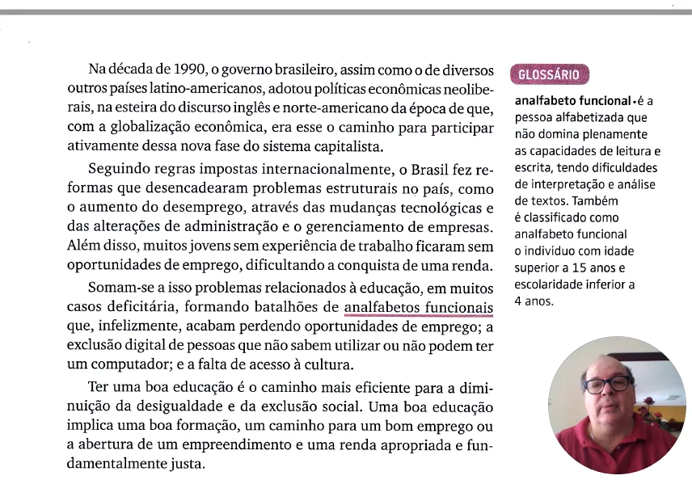 Na década de 1990, o governo brasileiro, assim como o de diversos
outros países latino-americanos, adotou políticas econômicas neolibe-
rais, na esteira do discurso inglês e norte-americano da época de que,
com a globalização econômica, era esse o caminho para participar
ativamente dessa nova fase do sistema capitalista.
Seguindo regras impostas internacionalmente, o Brasil fez re-
formas que desencadearam problemas estruturais no país, como
o aumento do desemprego, através das mudanças tecnológicas e
das alterações de administração e o gerenciamento de empresas.
Além disso, muitos jovens sem experiência de trabalho ficaram sem
oportunidades de emprego, dificultando a conquista de uma renda.
Somam-se a isso problemas relacionados à educação, em muitos
casos deficitária, formando batalhões de analfabetos funcionais
que, infelizmente, acabam perdendo oportunidades de emprego; a
exclusão digital de pessoas que não sabem utilizar ou não podem ter
um computador; e a falta de acesso à cultura.
Ter uma boa educação é o caminho mais eficiente para a dimi-
nuição da desigualdade e da exclusão social. Uma boa educação
implica uma boa formação, um caminho para um bom emprego ou
a abertura de um empreendimento e uma renda apropriada e fun-
damentalmente justa.
GLOSSÁRIO
analfabeto funcional • é a
pessoa alfabetizada que
não domina plenamente
as capacidades de leitura e
escrita, tendo dificuldades
de interpretação e análise
de textos. Também
é classificado como
analfabeto funcional
o indivíduo com idade
superior a 15 anos e
escolaridade inferior a
4 anos.